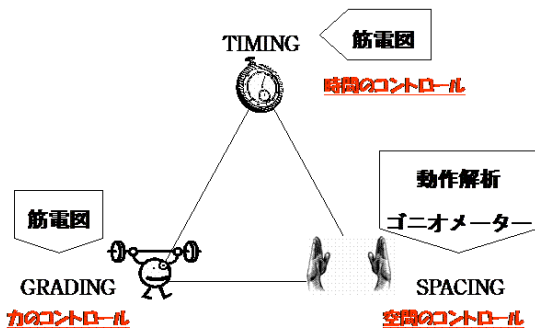 TIMING
筋電図
時間のコントロール
動作解析
ゴニオメーター
筋電図
GRADING
力のコントロール
SPACING
空間のコントロール